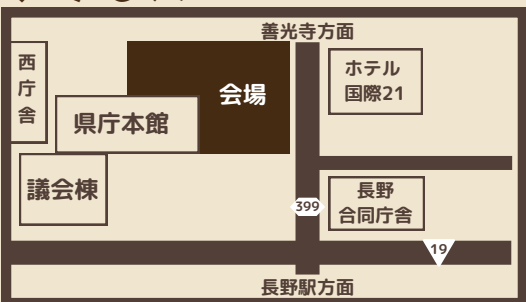 善光寺方面
西庁舎
会場
ホテル
国際21
県庁本館
議会棟
長野
合同庁舎
399
19
長野駅方面